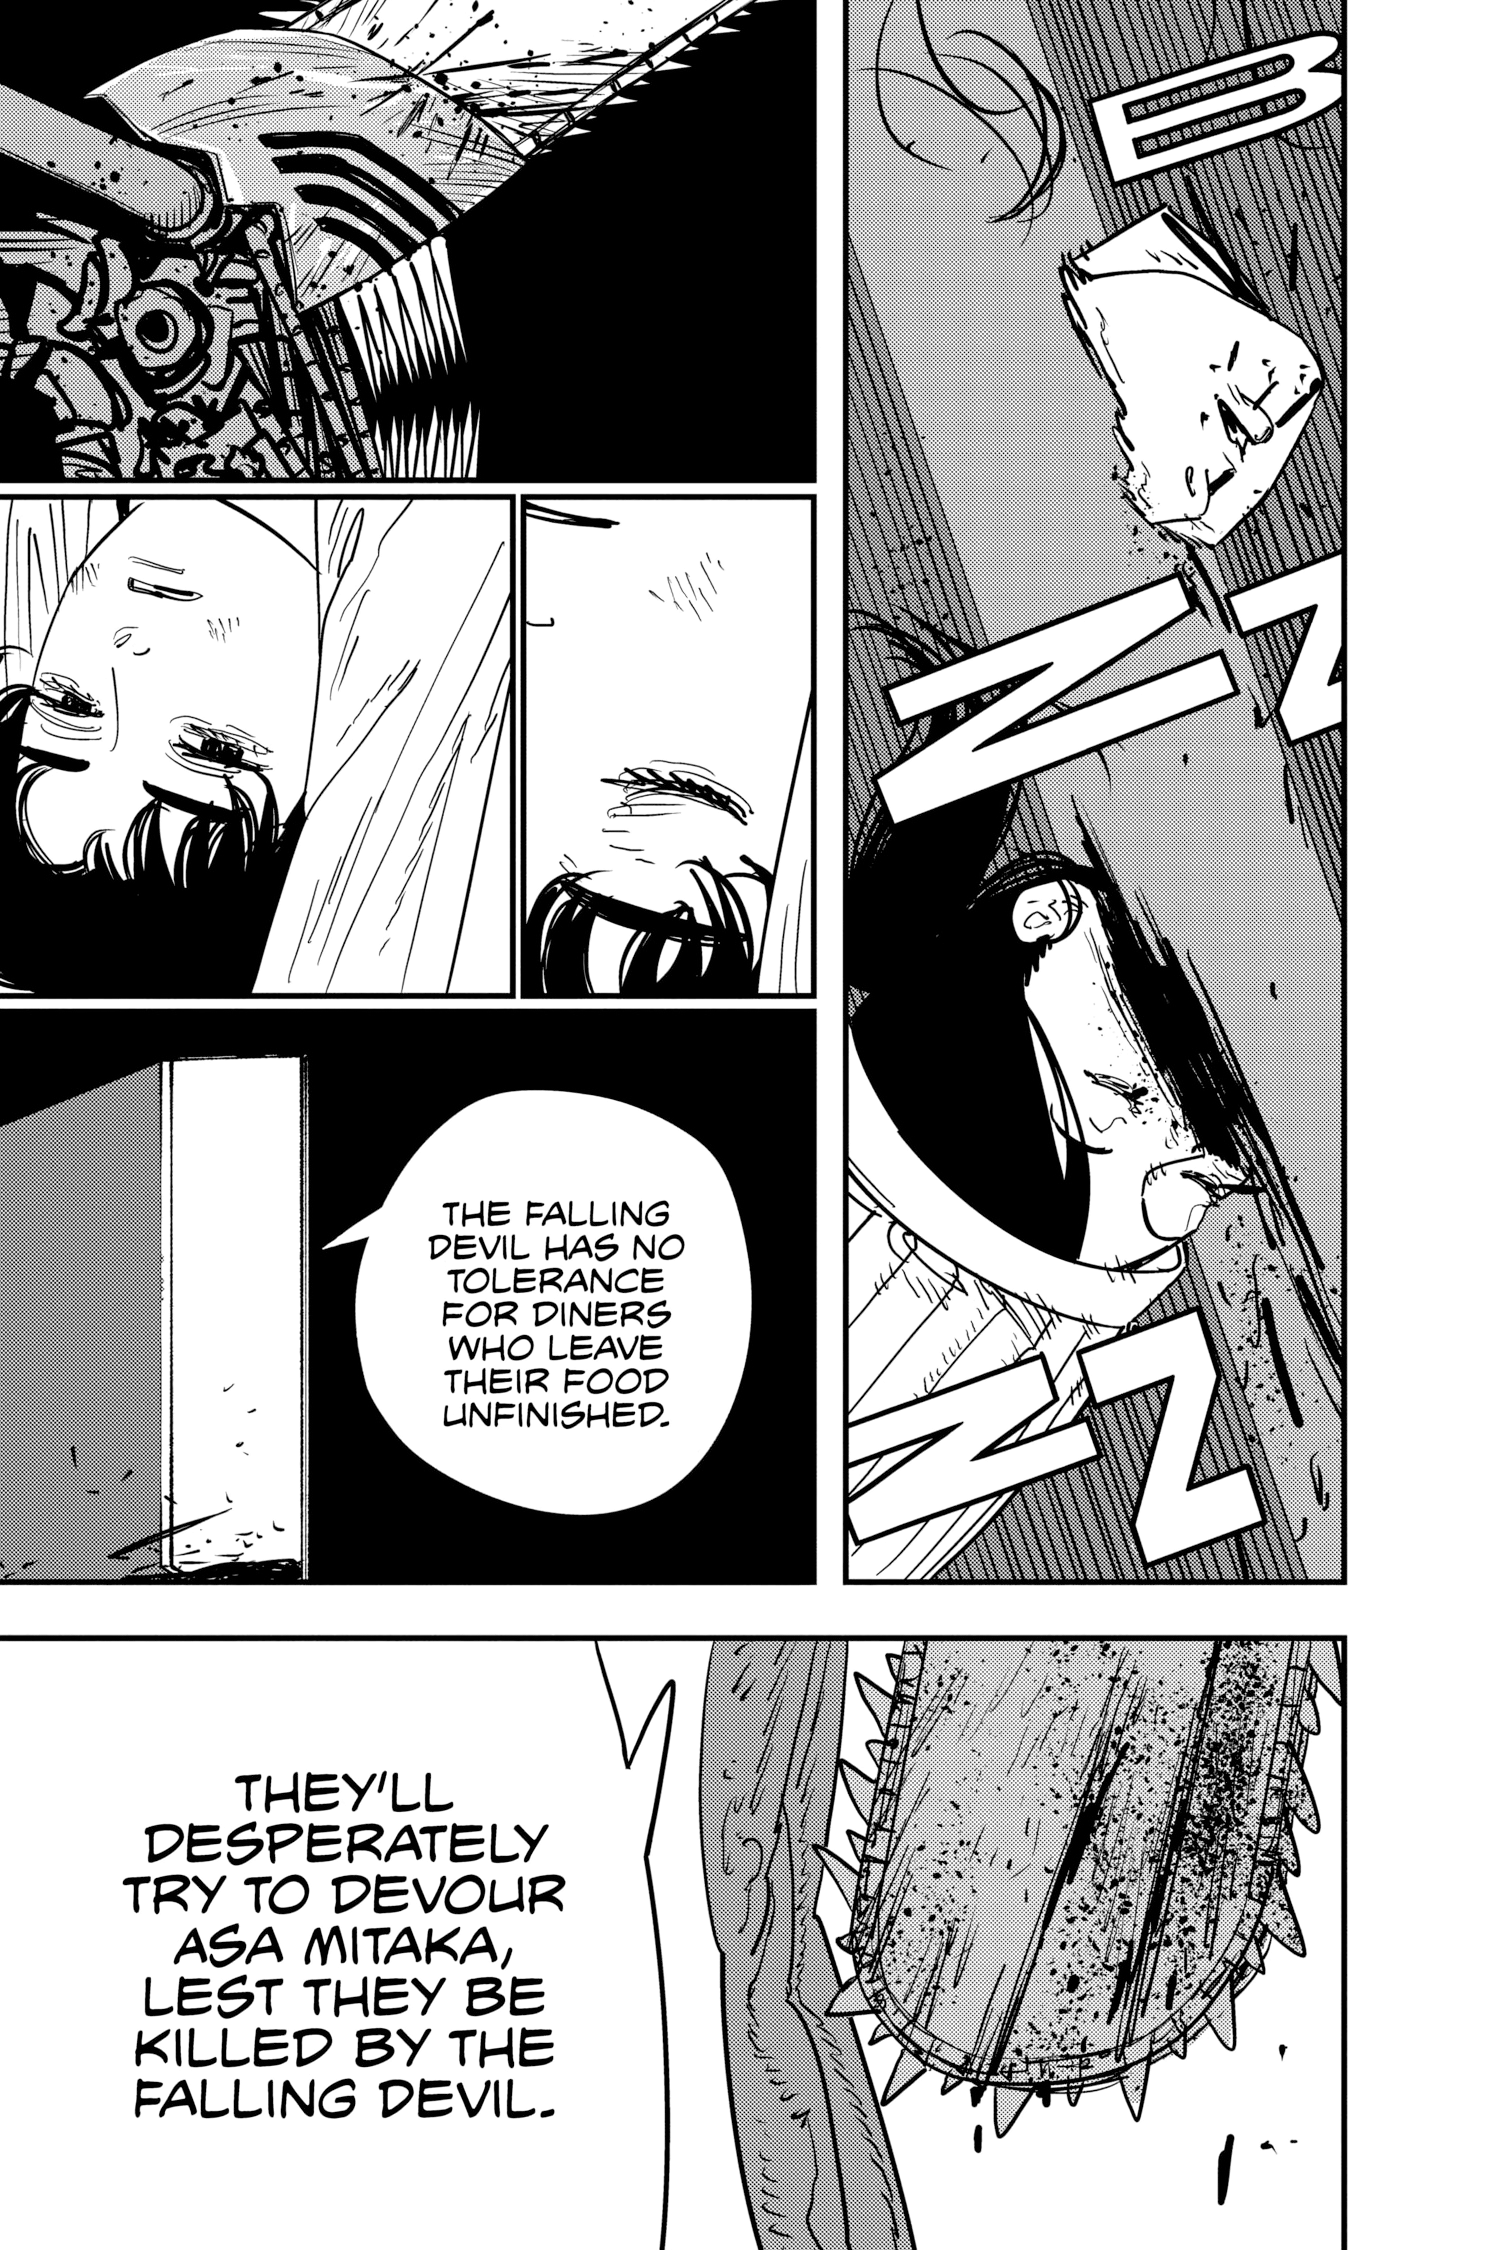 BZZZZ
THE FALLING
DEVIL HAS NO
TOLERANCE
FOR DINERS
WHO LEAVE
THEIR FOOD
UNFINISHED.
THEY'LL
DESPERATELY
TRY TO DEVOUR
ASA MITAKA,
LEST THEY BE
KILLED BY THE
FALLING DEVIL.